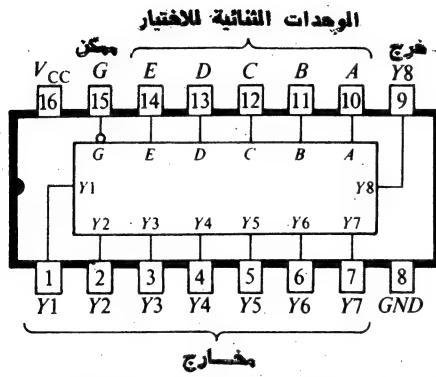 الوحدات الثنائية للاختيار
ممكن خرج
VCC G E D C B A Y8
16 15 14 13 12 11 10 9
G E D C B A
Y1 Y8
Y2 Y3 Y4 Y5 Y6 Y7
1 2 3 4 5 6 7 8
Y1 Y2 Y3 Y4 Y5 Y6 Y7 GND
مخارج